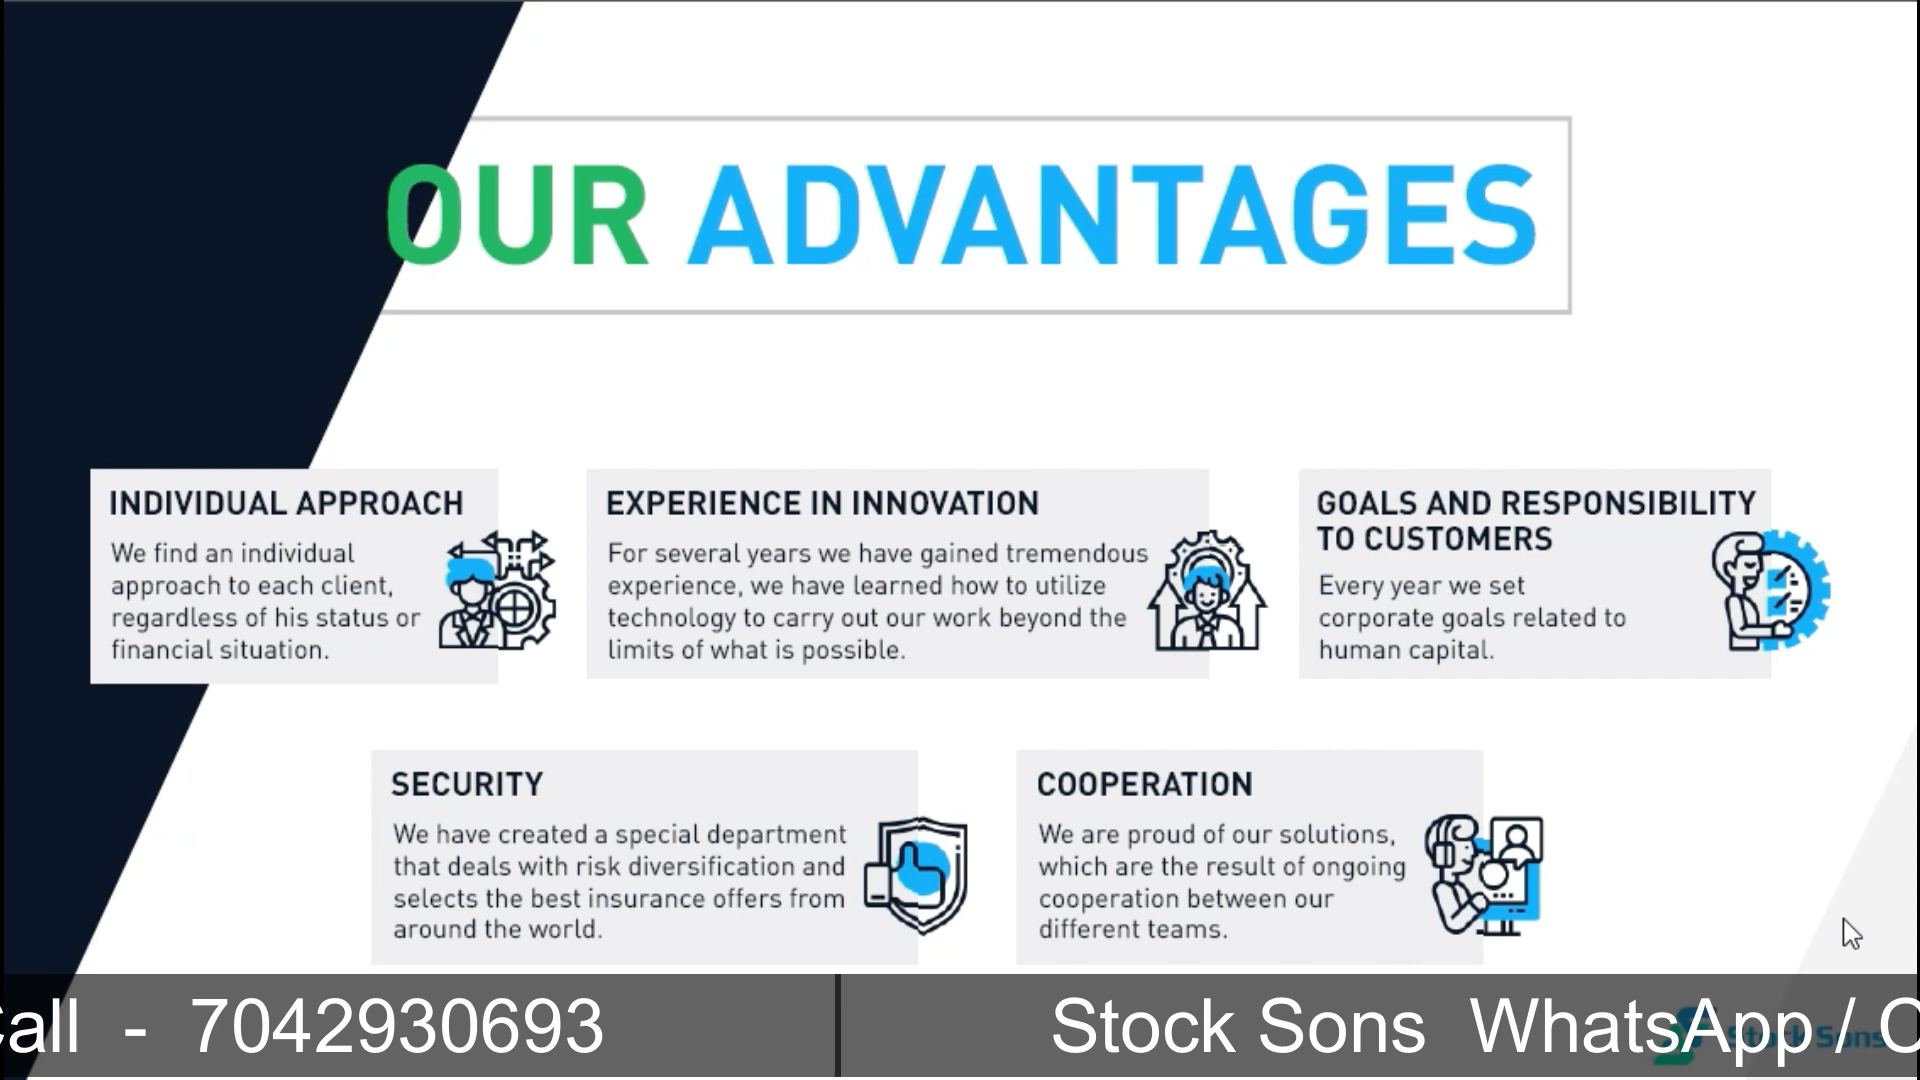 OUR ADVANTAGES
INDIVIDUAL APPROACH
We find an individual
approach to each client,
regardless of his status or
financial situation.
EXPERIENCE IN INNOVATION
For several years we have gained tremendous
experience, we have learned how to utilize
technology to carry out our work beyond the
limits of what is possible.
GOALS AND RESPONSIBILITY
TO CUSTOMERS
Every year we set
corporate goals related to
human capital.
SECURITY
We have created a special department
that deals with risk diversification and
selects the best insurance offers from
around the world.
COOPERATION
We are proud of our solutions,
which are the result of ongoing
cooperation between our
different teams.
Call - 7042930693
Stock Sons WhatsApp / C
Stock Sons